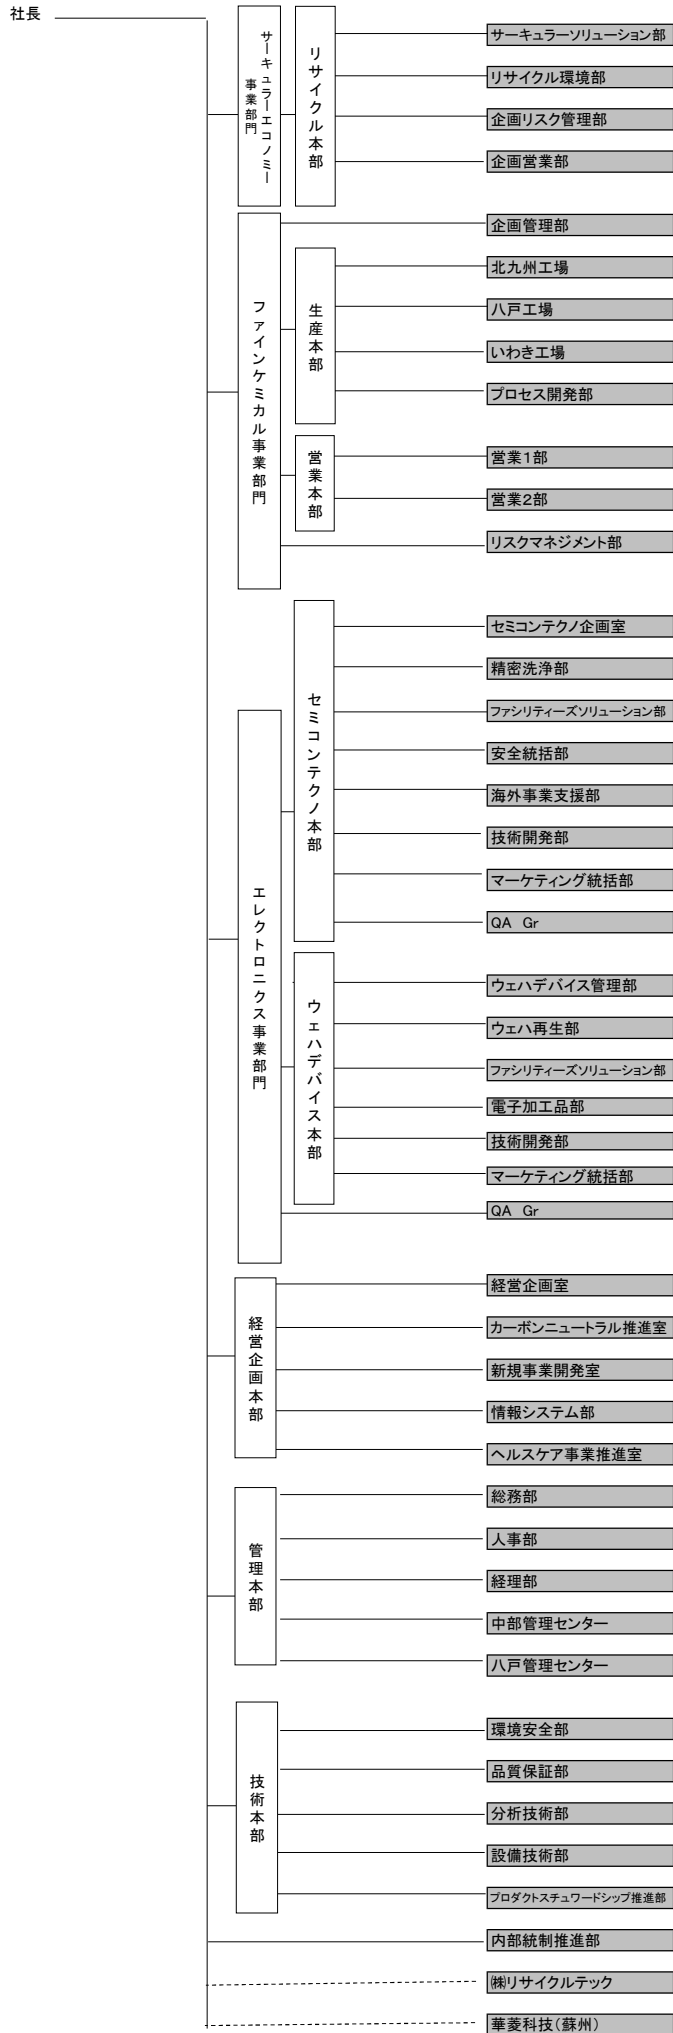 社長
サーキュラーエコノミー
事業部門
リサイクル本部
サーキュラーソリューション部
リサイクル環境部
企画リスク管理部
企画営業部
ファインケミカル事業部門
企画管理部
生産本部
北九州工場
八戸工場
いわき工場
プロセス開発部
営業本部
営業1部
営業2部
リスクマネジメント部
エレクトロニクス事業部門
セミコンテクノ本部
セミコンテクノ企画室
精密洗浄部
ファシリティーズソリューション部
安全統括部
海外事業支援部
技術開発部
マーケティング統括部
QA Gr
ウェハデバイス本部
ウェハデバイス管理部
ウェハ再生部
ファシリティーズソリューション部
電子加工品部
技術開発部
マーケティング統括部
QA Gr
経営企画本部
経営企画室
カーボンニュートラル推進室
新規事業開発室
情報システム部
ヘルスケア事業推進室
管理本部
総務部
人事部
経理部
中部管理センター
八戸管理センター
技術本部
環境安全部
品質保証部
分析技術部
設備技術部
プロダクトスチュワードシップ推進部
内部統制推進部
㈱リサイクルテック
華菱科技(蘇州)